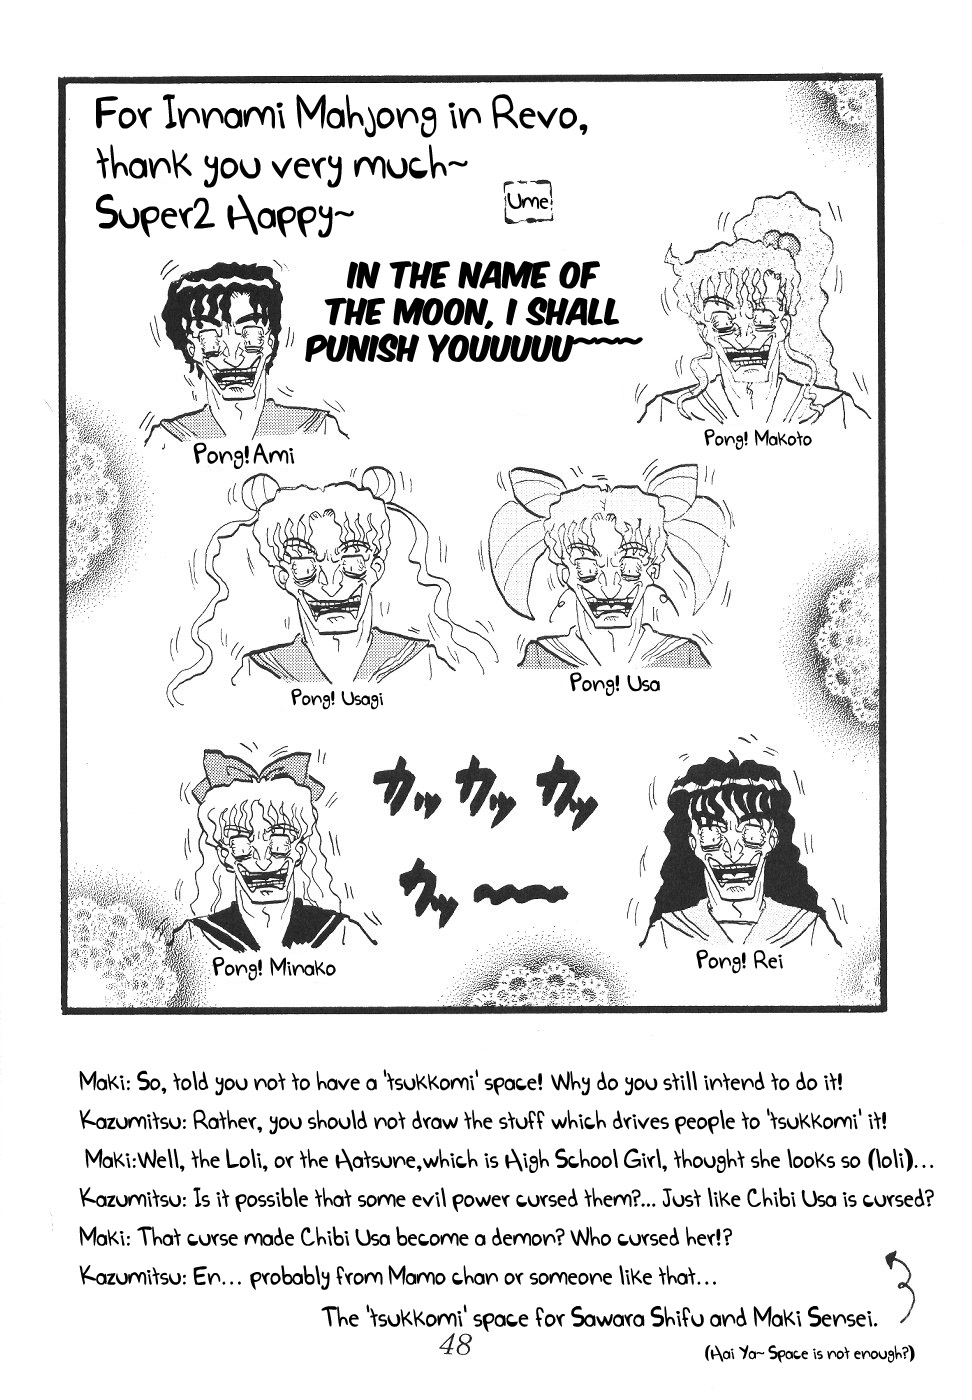 For Innami Mahjong in Revo,
thank you very much~
Super2 Happy~
Ume
IN THE NAME OF
THE MOON, I SHALL
PUNISH YOUUUUU~~~~
Pong! Ami
Pong! Makoto
Pong! Usagi
Pong! Usa
カッカッカッ
カッ～
Pong! Minako
Pong! Rei
Maki: So, told you not to have a 'tsukkomi' space! Why do you still intend to do it!
Kazumitsu: Rather, you should not draw the stuff which drives people to 'tsukkomi' it!
Maki:Well, the Loli, or the Hatsune,which is High School Girl, thought she looks so (loli)...
Kazumitsu: Is it possible that some evil power cursed them?... Just like Chibi Usa is cursed?
Maki: That curse made Chibi Usa become a demon? Who cursed her!?
Kazumitsu: En... probably from Mamo chan or someone like that...
The 'tsukkomi' space for Sawara Shifu and Maki Sensei.
48
(Hai Ya~ Space is not enough?)